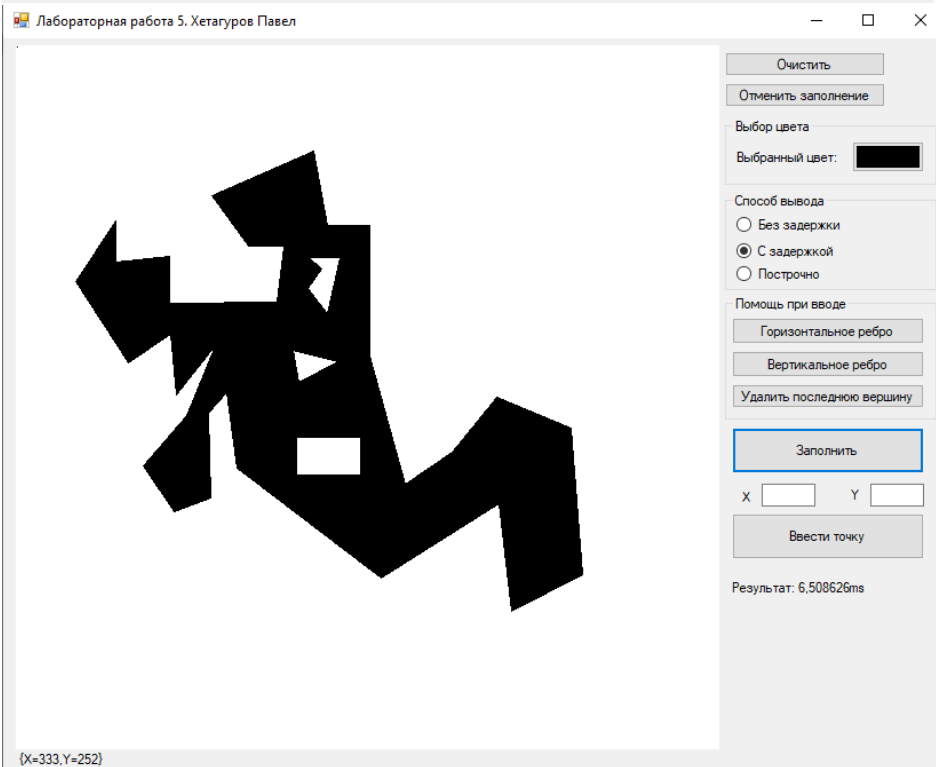 Лабораторная работа 5. Хетагуров Павел
Очистить
Отменить заполнение
Выбор цвета
Выбранный цвет:
Способ вывода
Без задержки
С задержкой
Построчно
Помощь при вводе
Горизонтальное ребро
Вертикальное ребро
Удалить последнюю вершину
Заполнить
X Y
Ввести точку
Результат: 6,508626ms
{X=333,Y=252}